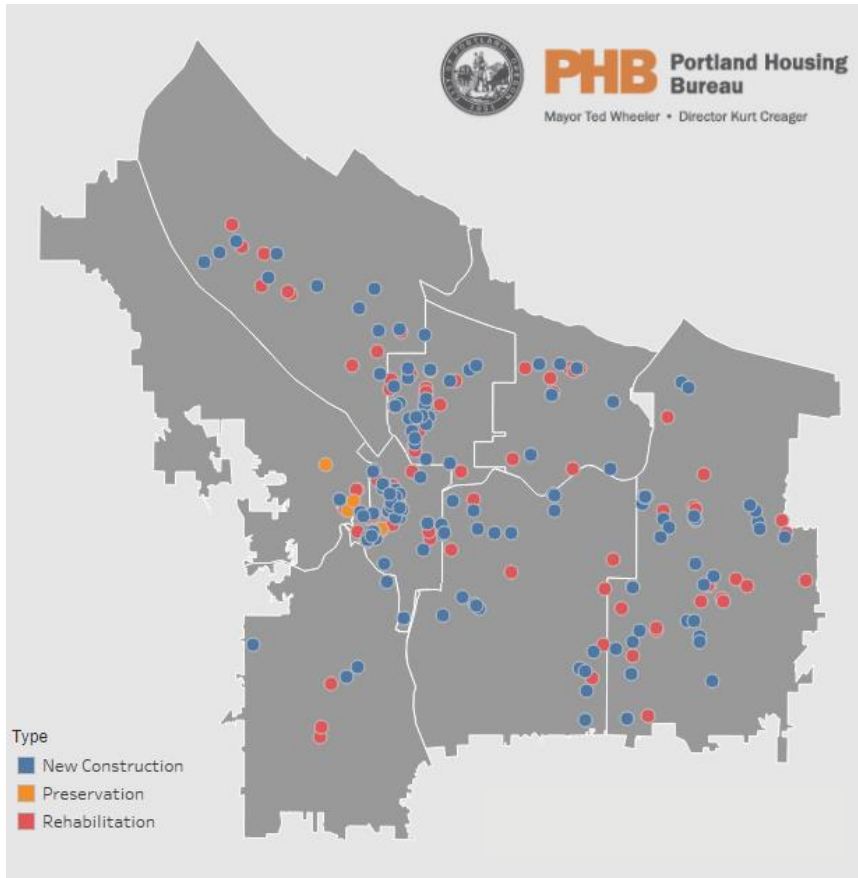 PHB Portland Housing
Bureau
Mayor Ted Wheeler • Director Kurt Creager
Type
New Construction
Preservation
Rehabilitation